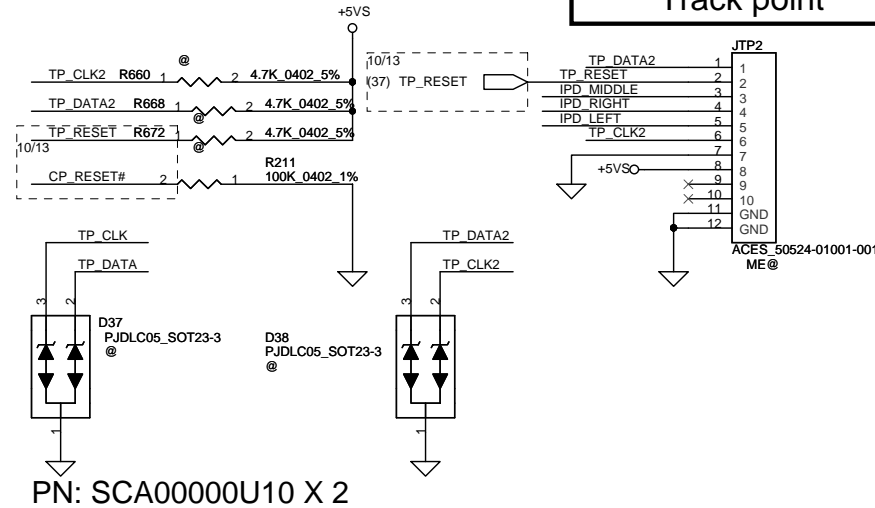 Track point
+5VS
@
TP_CLK2 R660 1 2 4.7K_0402_5%
TP_DATA2 R668 1 2 4.7K_0402_5%
@
TP_RESET R672 1 2 4.7K_0402_5%
@
10/13
CP_RESET# 2 1 R211
100K_0402_1%
10/13
(37) TP_RESET
JTP2
TP_DATA2 1 1
TP_RESET 2 2
IPD_MIDDLE 3 3
IPD_RIGHT 4 4
IPD_LEFT 5 5
TP_CLK2 6 6
7 7
+5VS 8 8
9 9
10 10
11 GND
12 GND
ACES_50524-01001-001
ME@
TP_CLK
TP_DATA
3 2
D37
PJDLC05_SOT23-3
@
1
TP_DATA2
TP_CLK2
3 2
D38
PJDLC05_SOT23-3
@
1
PN: SCA00000U10 X 2